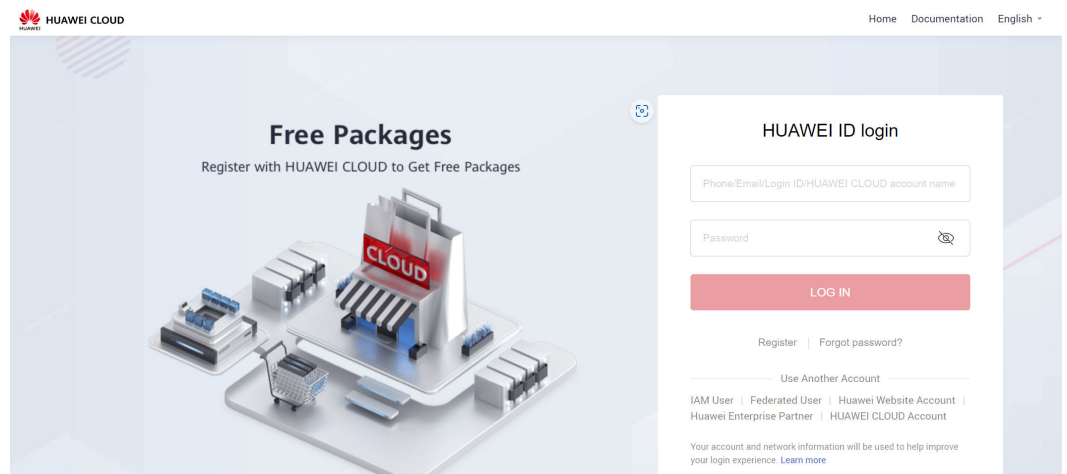 HUAWEI
HUAWEI CLOUD
Home Documentation English
Free Packages
Register with HUAWEI CLOUD to Get Free Packages
CLOUD
HUAWEI ID login
Phone/Email/Login ID/HUAWEI CLOUD account name
Password
LOG IN
Register | Forgot password?
Use Another Account
IAM User | Federated User | Huawei Website Account |
Huawei Enterprise Partner | HUAWEI CLOUD Account
Your account and network information will be used to help improve
your login experience. Learn more